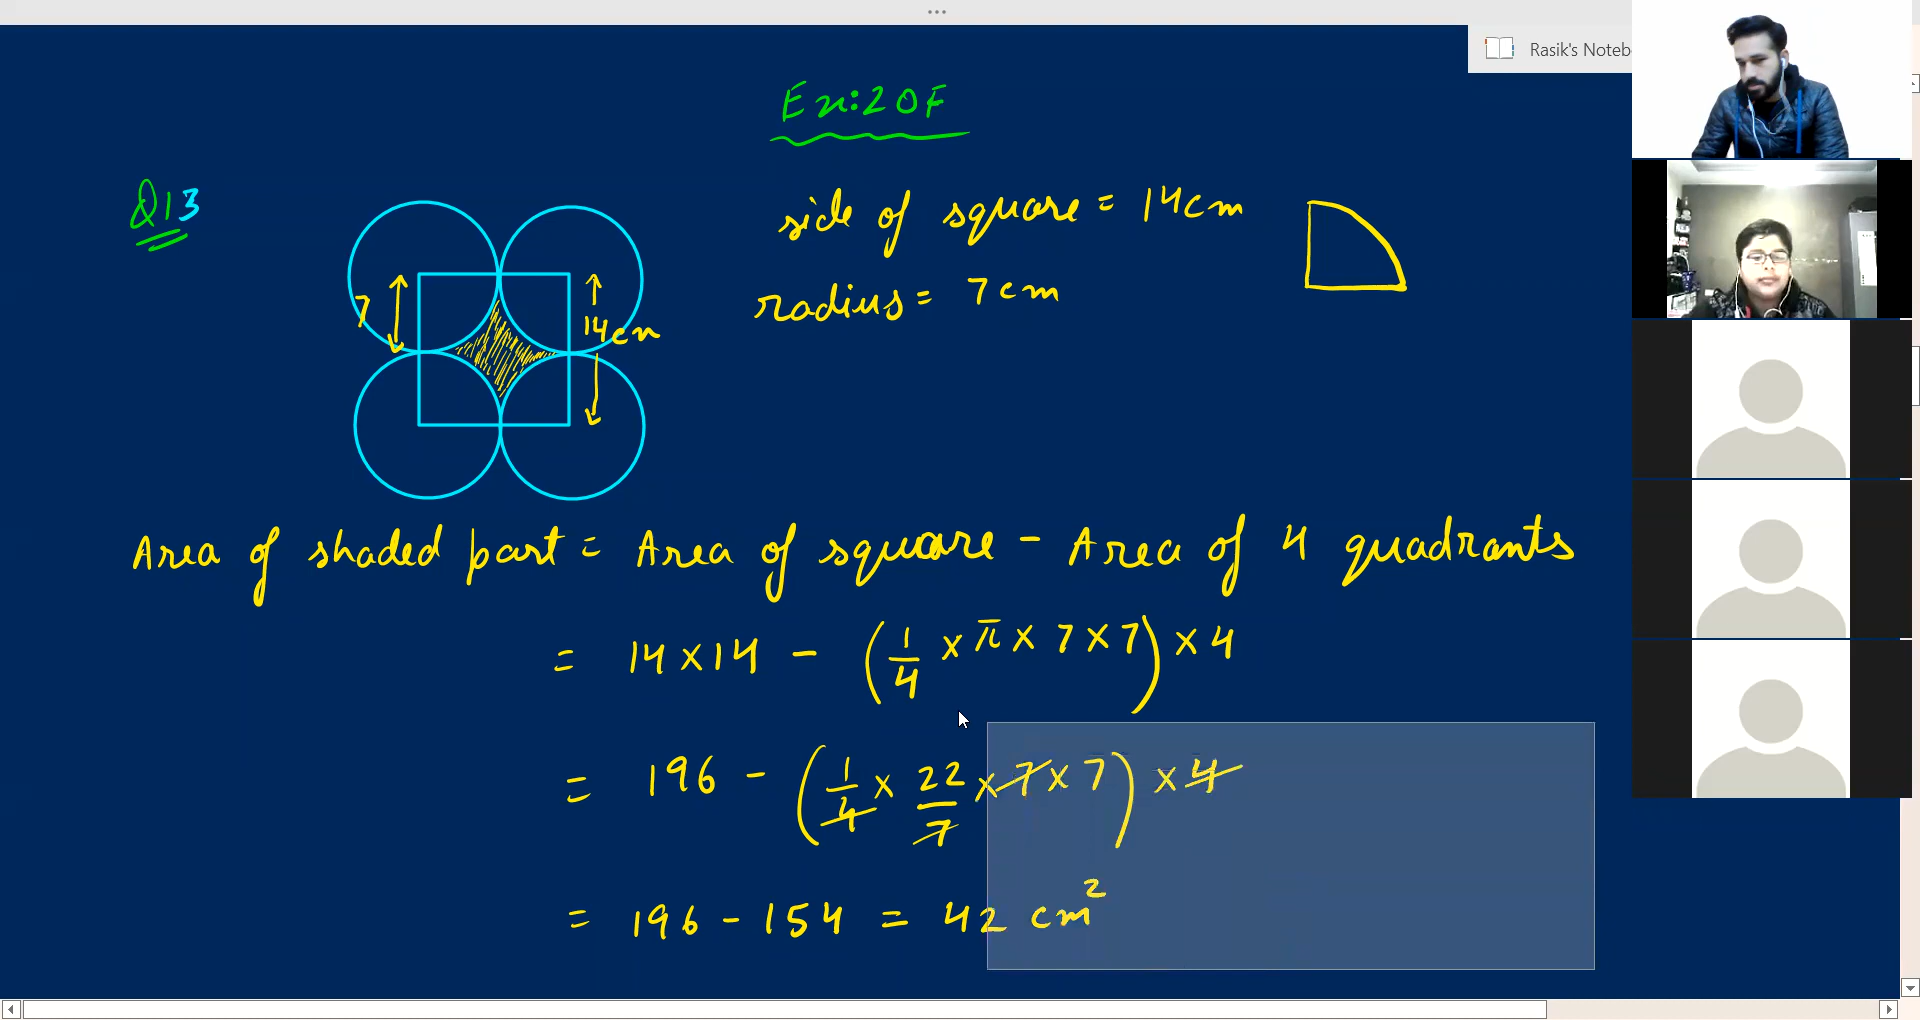 Rasik's Noteb
Ex:20F
Q13
side of square = 14cm
radius = 7cm
7
14cm
Area of shaded part = Area of square - Area of 4 quadrants
= 14×14 - (1/4 × π × 7 × 7) × 4
= 196 - (1/4 × 22/7 × 7 × 7) × 4
= 196 - 154 = 42 cm²